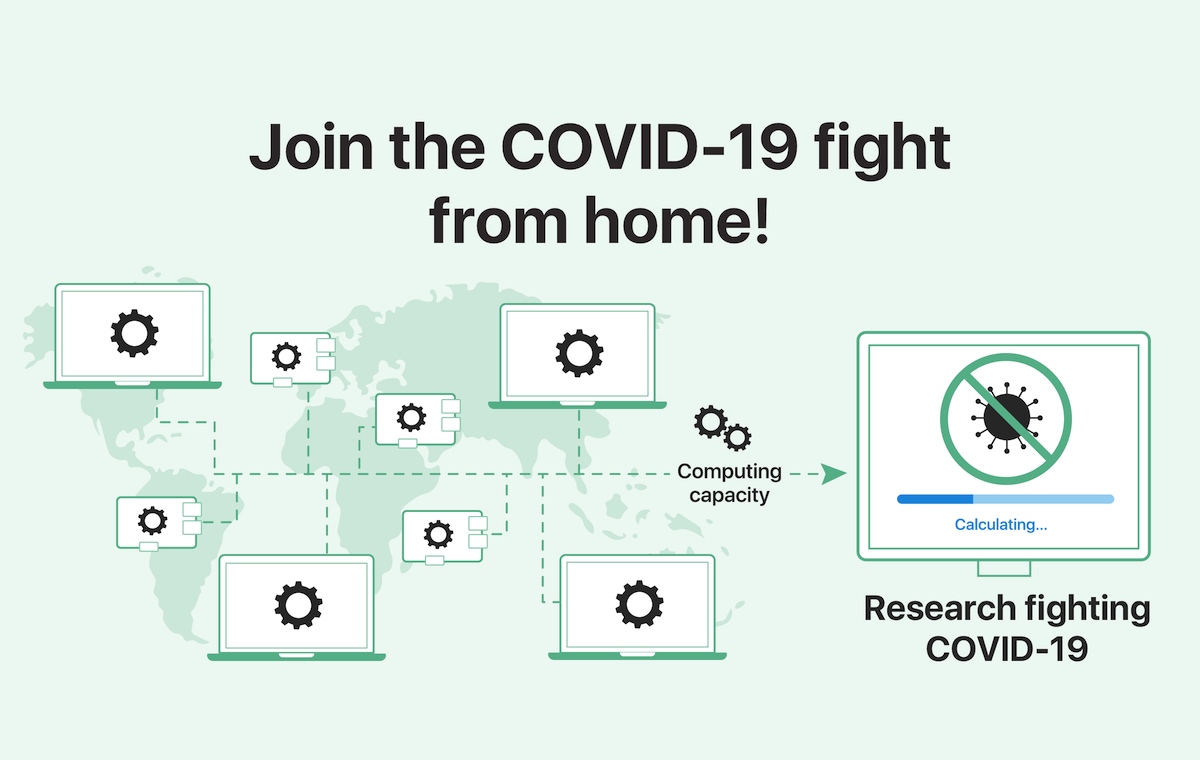 Join the COVID-19 fight
from home!
Computing
capacity
Calculating...
Research fighting
COVID-19